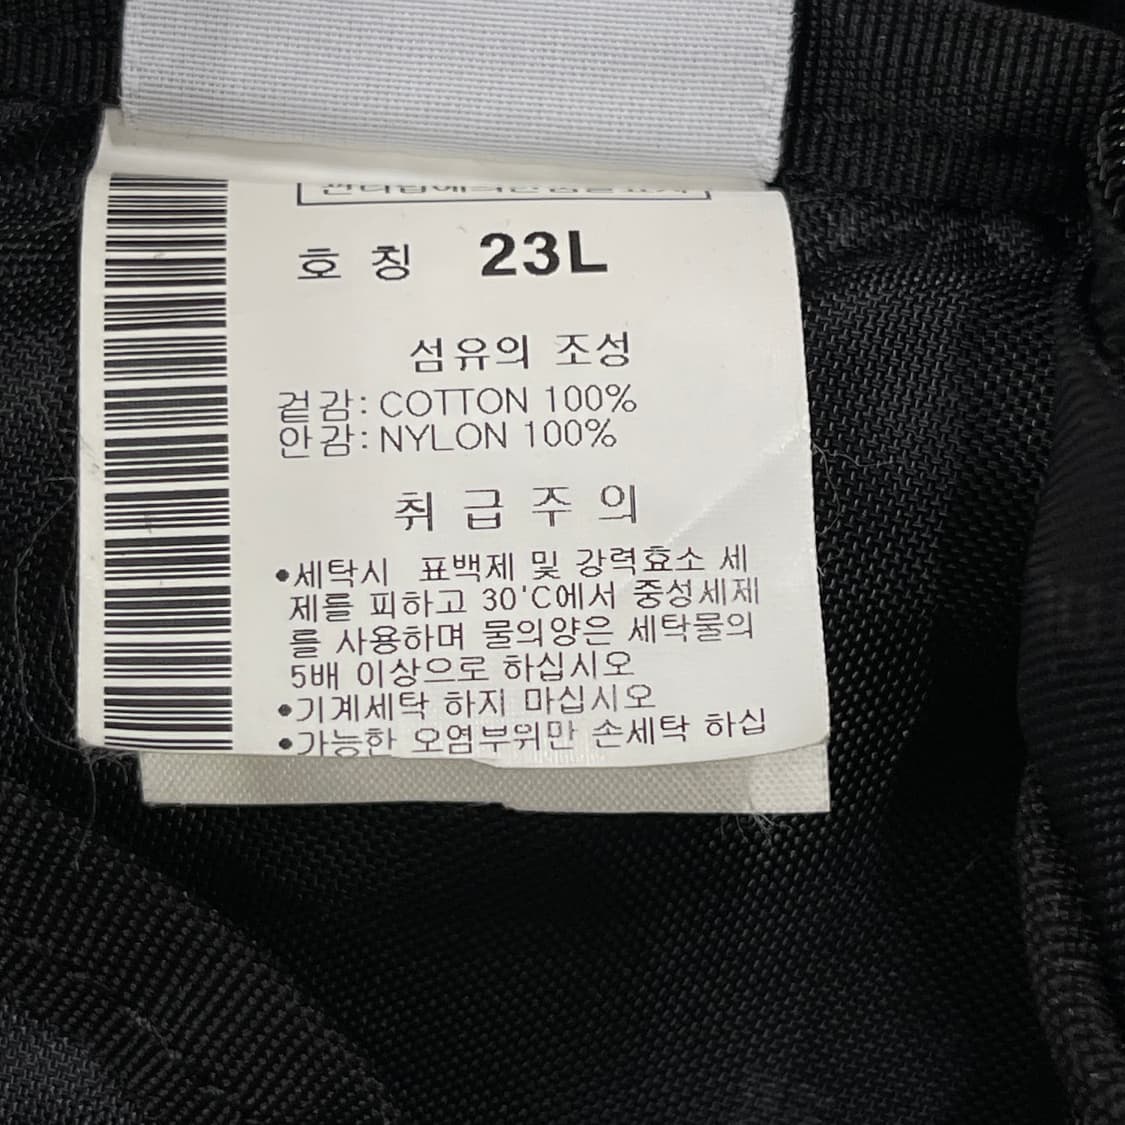 호 칭 23L
섬유의 조성
겉감: COTTON 100%
안감: NYLON 100%
취 급 주 의
•세탁시 표백제 및 강력효소 세
제를 피하고 30'C에서 중성세제
를 사용하며 물의양은 세탁물의
5배 이상으로 하십시오
•기계세탁 하지 마십시오
•가능한 오염부위만 손세탁 하십